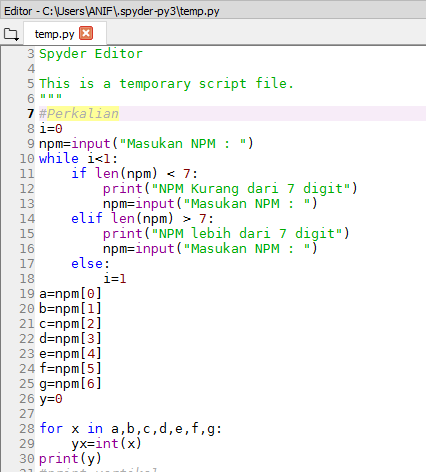 Editor - C:\Users\ANIF\.spyder-py3\temp.py
temp.py
3 Spyder Editor
4
5 This is a temporary script file.
6 """
7 #Perkalian
8 i=0
9 npm=input("Masukan NPM : ")
10 while i<1:
11     if len(npm) < 7:
12         print("NPM Kurang dari 7 digit")
13         npm=input("Masukan NPM : ")
14     elif len(npm) > 7:
15         print("NPM lebih dari 7 digit")
16         npm=input("Masukan NPM : ")
17     else:
18         i=1
19 a=npm[0]
20 b=npm[1]
21 c=npm[2]
22 d=npm[3]
23 e=npm[4]
24 f=npm[5]
25 g=npm[6]
26 y=0
27
28 for x in a,b,c,d,e,f,g:
29     yx=int(x)
30 print(y)
31 #print vertikal